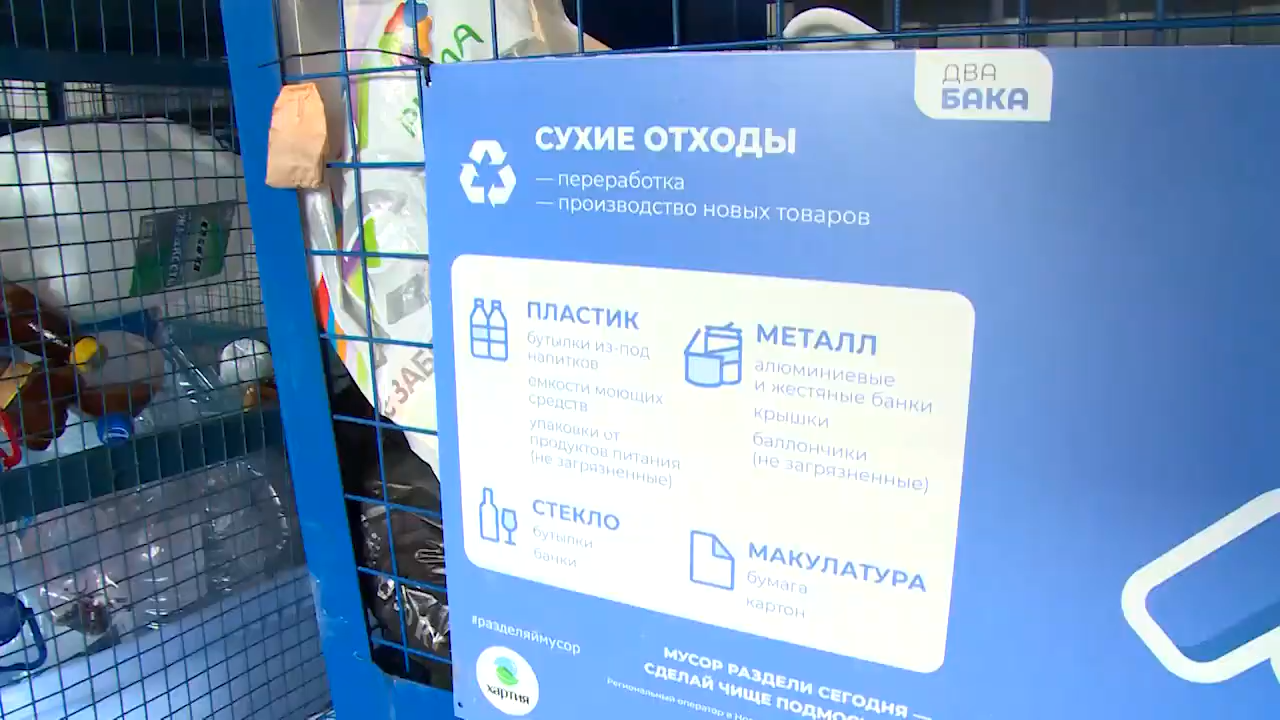 ДВА
БАКА
СУХИЕ ОТХОДЫ
— переработка
— производство новых товаров
ПЛАСТИК
бутылки из-под
напитков
емкости моющих
средств
упаковки от
продуктов питания
(не загрязненные)
МЕТАЛЛ
алюминиевые
и жестяные банки
крышки
баллончики
(не загрязненные)
СТЕКЛО
бутылки
банки
МАКУЛАТУРА
бумага
картон
#разделяймусор
хартия
МУСОР РАЗДЕЛИ СЕГОДНЯ —
СДЕЛАЙ ЧИЩЕ
Региональный оператор в